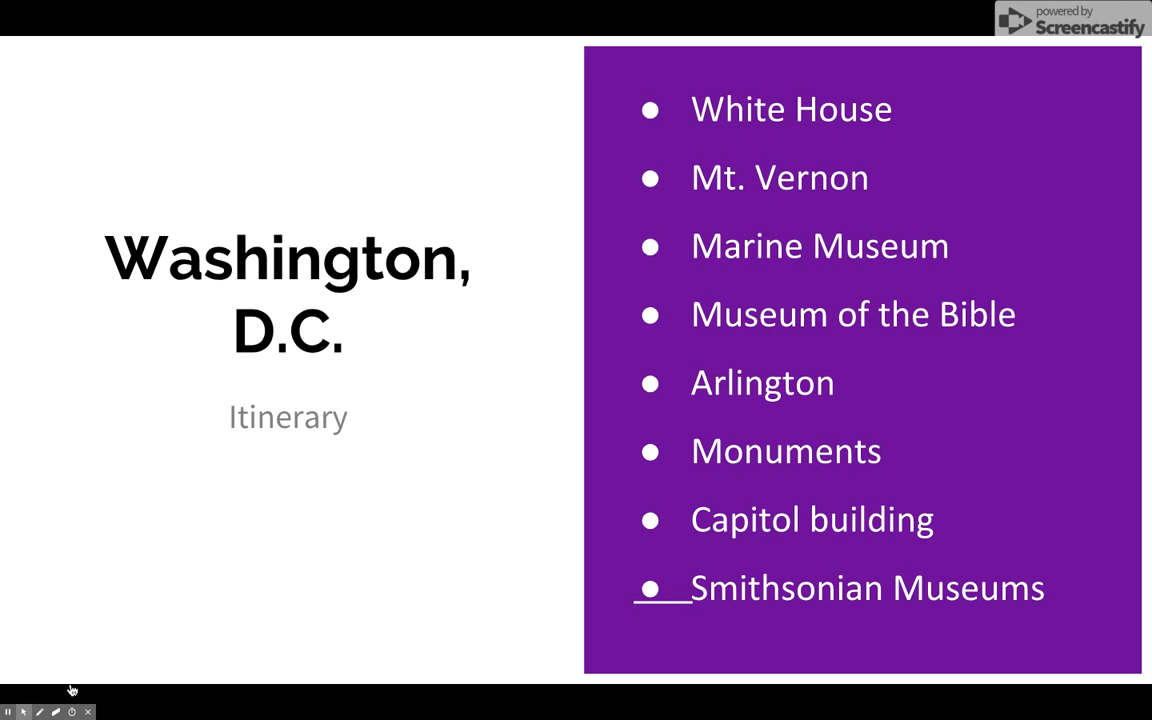 powered by
Screencastify
Washington,
D.C.
Itinerary
● White House
● Mt. Vernon
● Marine Museum
● Museum of the Bible
● Arlington
● Monuments
● Capitol building
● Smithsonian Museums